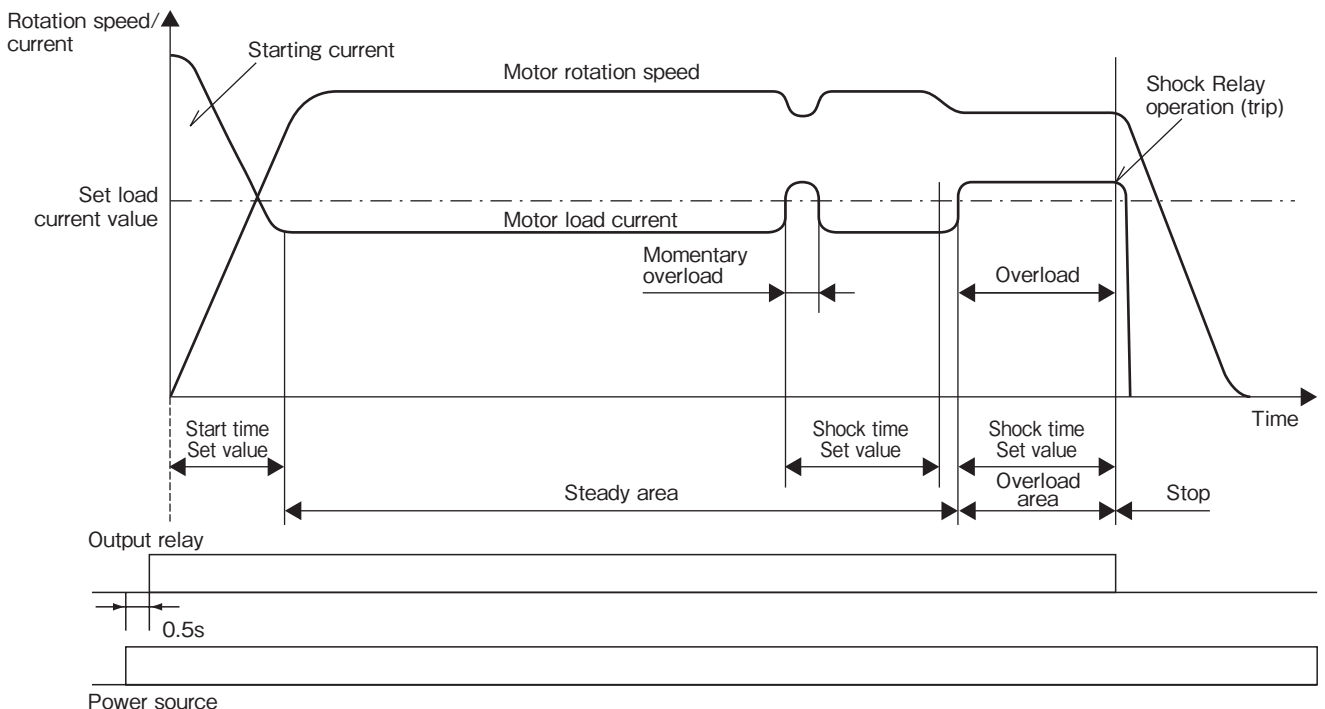 Rotation speed/
current
Starting current
Motor rotation speed
Shock Relay
operation (trip)
Set load
current value
Motor load current
Momentary
overload
Overload
Time
Start time
Set value
Shock time
Set value
Shock time
Set value
Steady area
Overload
area
Stop
Output relay
0.5s
Power source